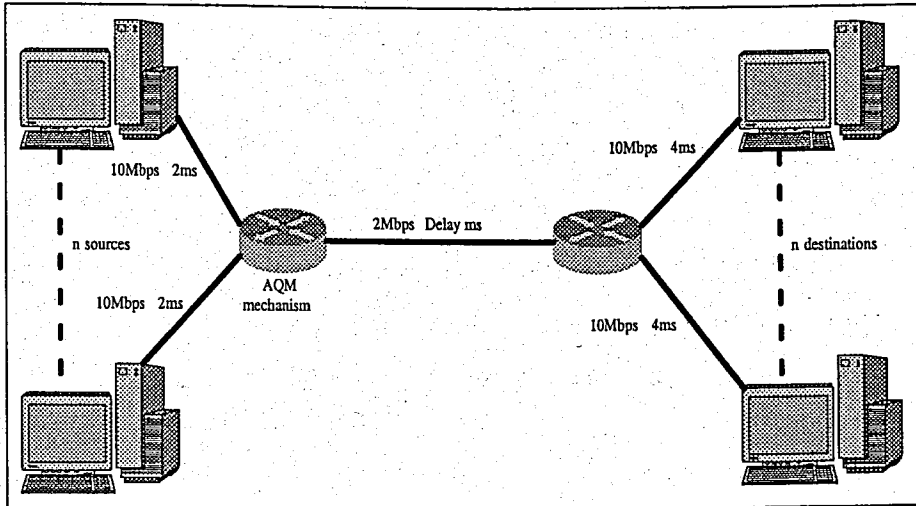 10Mbps 2ms
10Mbps 4ms
2Mbps Delay ms
n sources
n destinations
AQM
mechanism
10Mbps 2ms
10Mbps 4ms